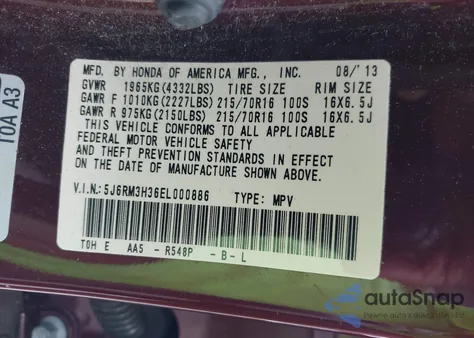 TOA A3
MFD. BY HONDA OF AMERICA MFG., INC. 08/'13
GVWR 1965KG(4332LBS) TIRE SIZE RIM SIZE
GAWR F 1010KG(2227LBS) 215/70R16 100S 16X6.5J
GAWR R 975KG(2150LBS) 215/70R16 100S 16X6.5J
THIS VEHICLE CONFORMS TO ALL APPLICABLE
FEDERAL MOTOR VEHICLE SAFETY
AND THEFT PREVENTION STANDARDS IN EFFECT
ON THE DATE OF MANUFACTURE SHOWN ABOVE.
V.I.N: 5J6RM3H36EL000886 TYPE: MPV
T0H E AA5 - R548P - B - L
autoSnap